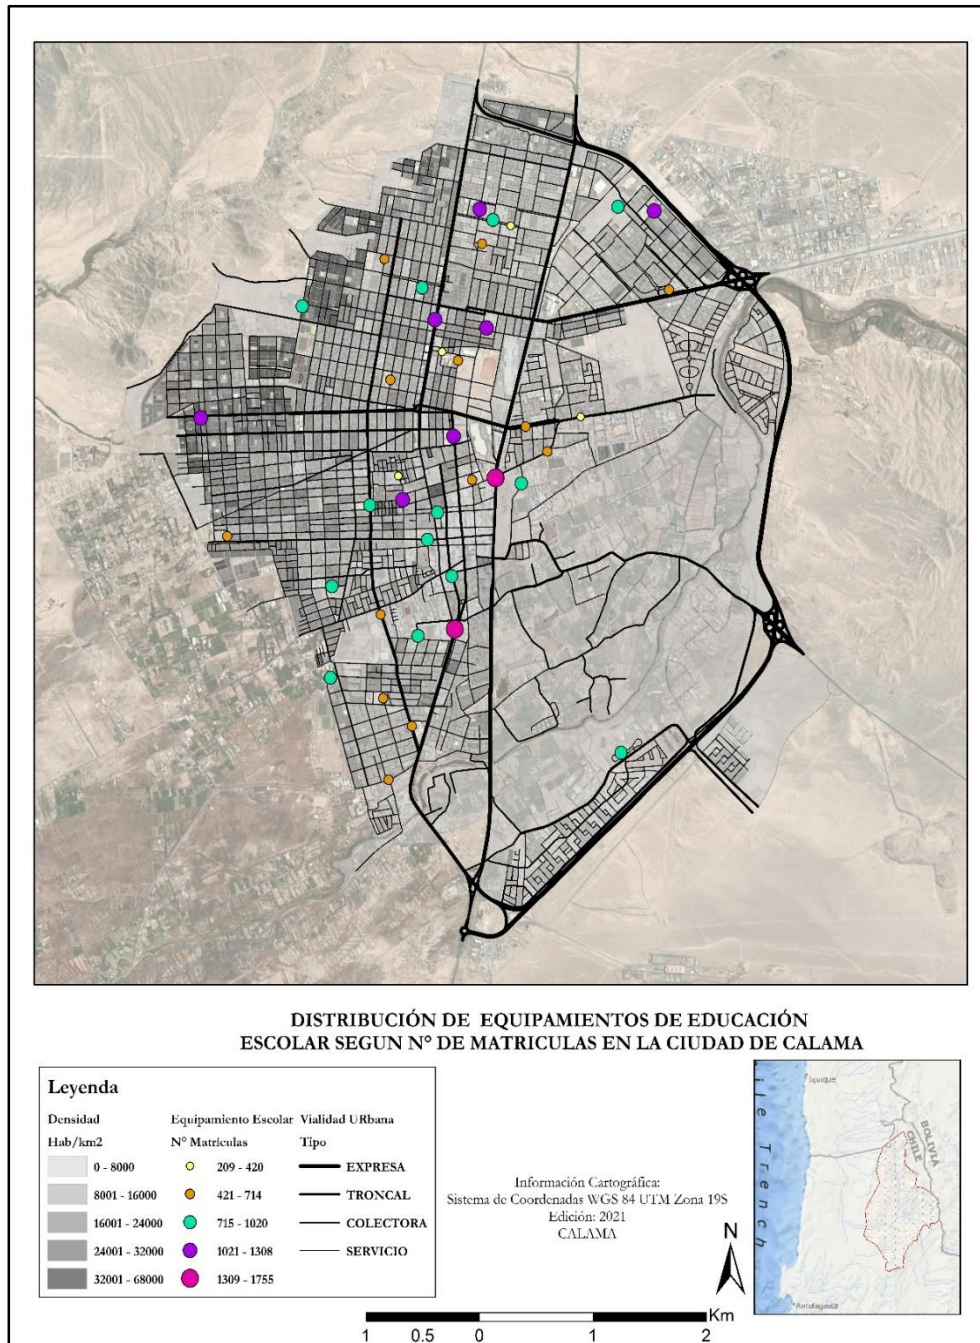 DISTRIBUCIÓN DE EQUIPAMIENTOS DE EDUCACIÓN
ESCOLAR SEGUN N° DE MATRICULAS EN LA CIUDAD DE CALAMA
Leyenda
Densidad
Hab/km2
0 - 8000
8001 - 16000
16001 - 24000
24001 - 32000
32001 - 68000
Equipamiento Escolar
N° Matrículas
209 - 420
421 - 714
715 - 1020
1021 - 1308
1309 - 1755
Vialidad URbana
Tipo
EXPRESA
TRONCAL
COLECTORA
SERVICIO
Información Cartográfica:
Sistema de Coordenadas WGS 84 UTM Zona 19S
Edición: 2021
CALAMA
N
Km
1 0.5 0 1 2
Iquique
ile Trench
BOLIVIA
CHILE
Antofagasta